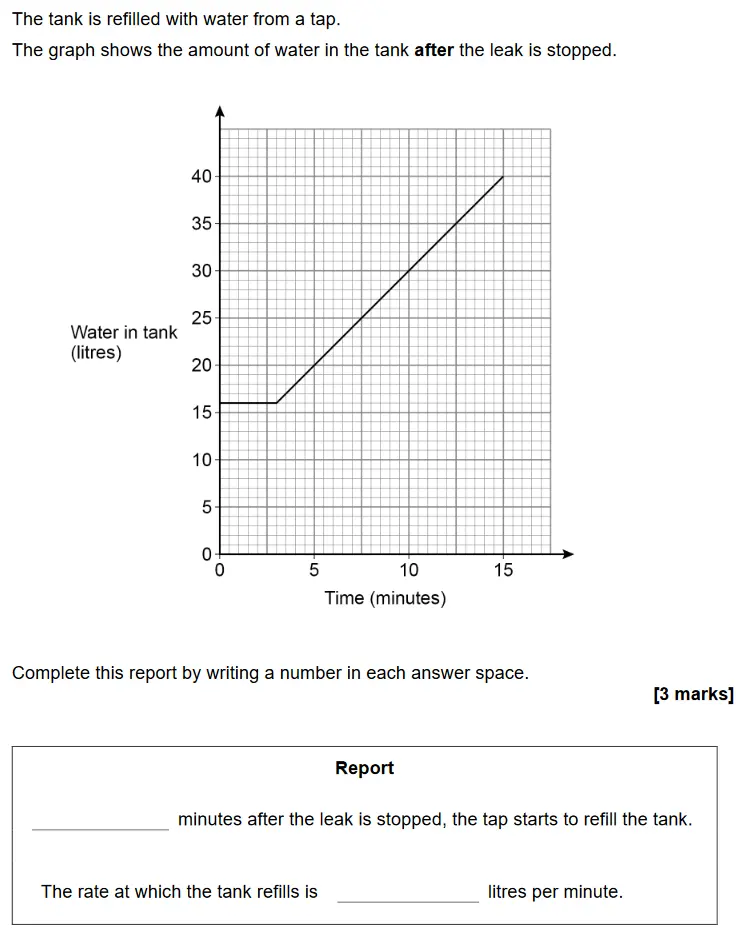 The tank is refilled with water from a tap.
The graph shows the amount of water in the tank after the leak is stopped.
40
35
30
25
Water in tank
(litres)
20
15
10
5
0
0 5 10 15
Time (minutes)
Complete this report by writing a number in each answer space.
[3 marks]
Report
minutes after the leak is stopped, the tap starts to refill the tank.
The rate at which the tank refills is litres per minute.